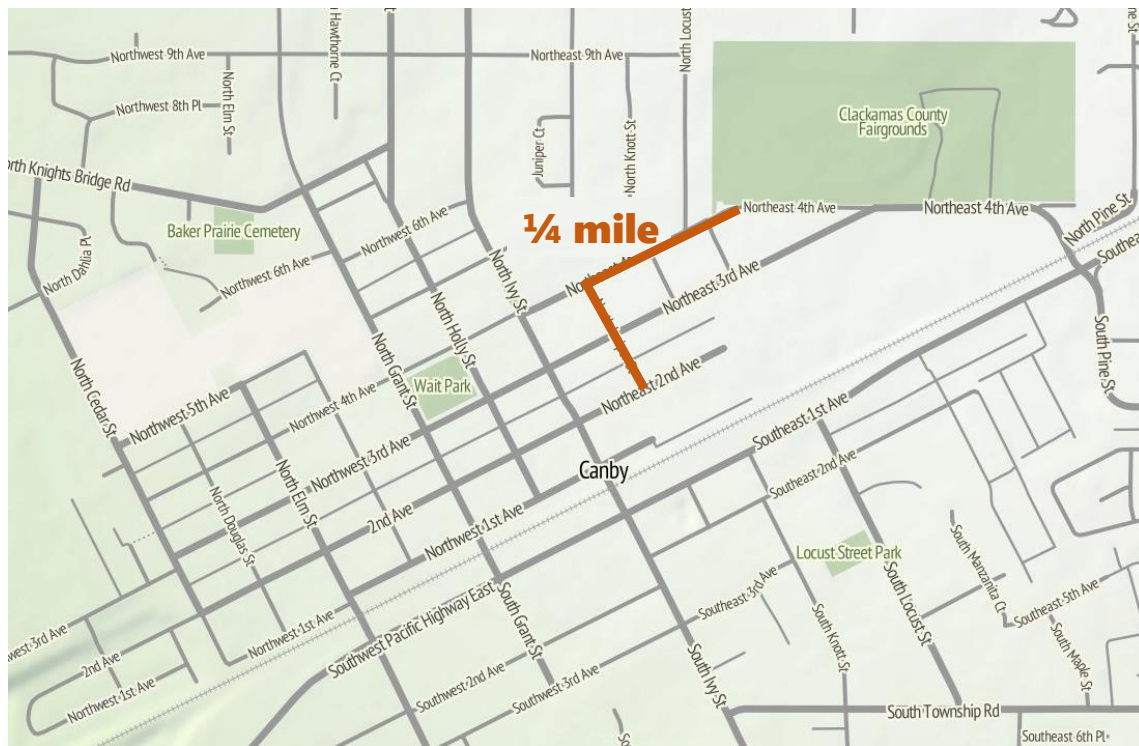 Northwest 9th Ave
Hawthorne Ct
North Elm St
Northeast 9th Ave
North Locust
Pine St
Northwest 8th Pl
Clackamas County
Fairgrounds
Juniper Ct
North Knott St
orth Knights Bridge Rd
Baker Prairie Cemetery
Northwest 6th Ave
¼ mile
Northeast 4th Ave
Northeast 4th Ave
North Pine St
Southeast
North Dahlia Pl
Northwest 6th Ave
North Ivy St
Northeast 3rd Ave
North Holly St
North Grant St
Wait Park
Northeast 2nd Ave
South Pine St
North Cedar St
Northwest 5th Ave
Northwest 4th Ave
Northwest 3rd Ave
Southeast 1st Ave
Canby
Southeast 2nd Ave
North Elm St
2nd Ave
Northwest 1st Ave
North Douglas St
Locust Street Park
South Manzanita Ct
South Locust St
Southeast 3rd Ave
Southeast 5th Ave
South Grant St
Southwest Pacific Highway East
Northwest 1st Ave
west 3rd Ave
2nd Ave
Northwest 1st Ave
Southwest 2nd Ave
Southwest 3rd Ave
South Ivy St
South Knott St
South Maple St
South Township Rd
Southeast 6th Pl